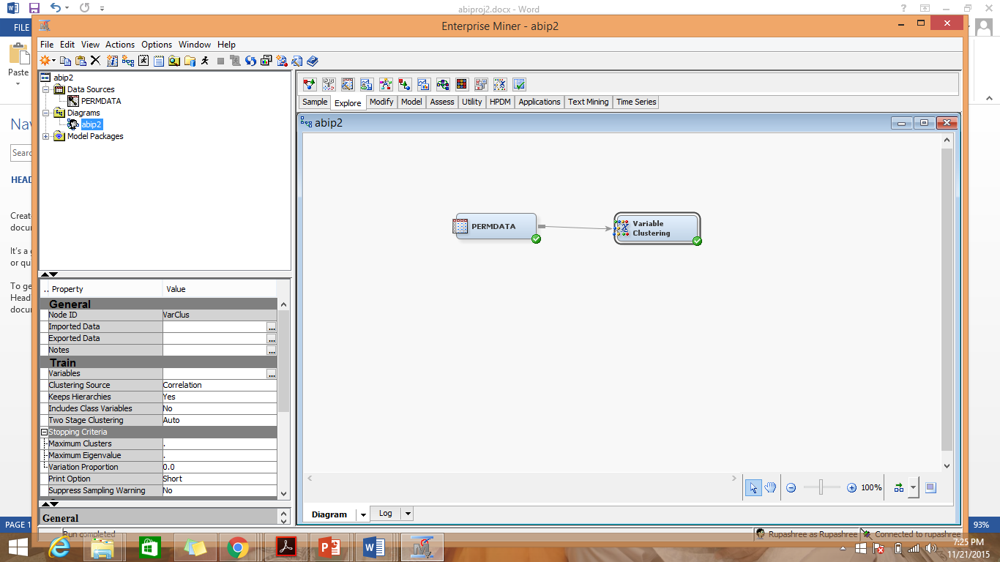 abiproj2.docx - Word
FILE
Enterprise Miner - abip2
File Edit View Actions Options Window Help
Paste
abip2
Data Sources
PERMDATA
Diagrams
abip2
Model Packages
Sample Explore Modify Model Assess Utility HPDM Applications Text Mining Time Series
abip2
PERMDATA
Variable
Clustering
Nav
Searc
HEAD
Creat
docum
It's a g
or qui
To ge
Head
docum
.. Property Value
General
Node ID VarClus
Imported Data ...
Exported Data ...
Notes ...
Train
Variables ...
Clustering Source Correlation
Keeps Hierarchies Yes
Includes Class Variables No
Two Stage Clustering Auto
Stopping Criteria
Maximum Clusters .
Maximum Eigenvalue .
Variation Proportion 0.0
Print Option Short
Suppress Sampling Warning No
General
100%
Diagram Log
PAGE 1
93%
Run completed
Rupashree as Rupashree
Connected to rupashree
7:25 PM
11/21/2015